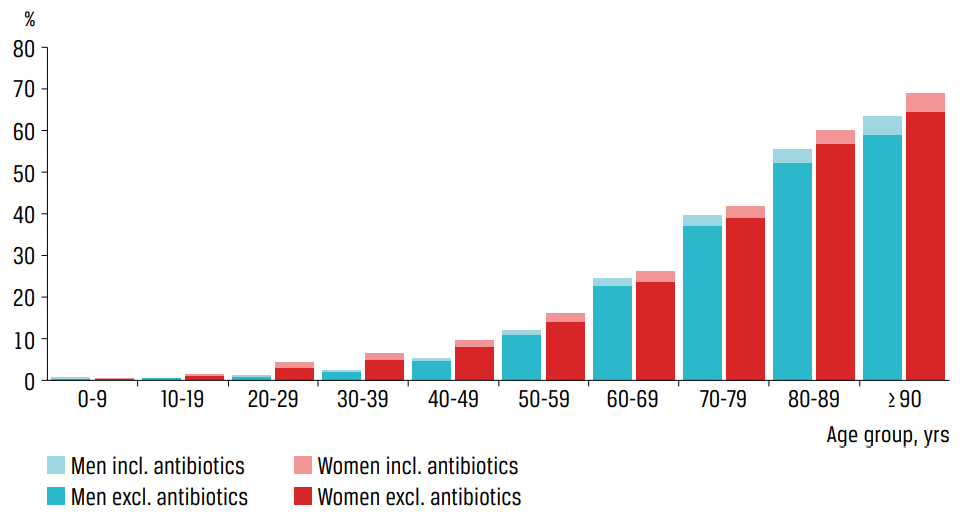 %
80
70
60
50
40
30
20
10
0
0-9 10-19 20-29 30-39 40-49 50-59 60-69 70-79 80-89 ≥ 90
Age group, yrs
Men incl. antibiotics Women incl. antibiotics
Men excl. antibiotics Women excl. antibiotics